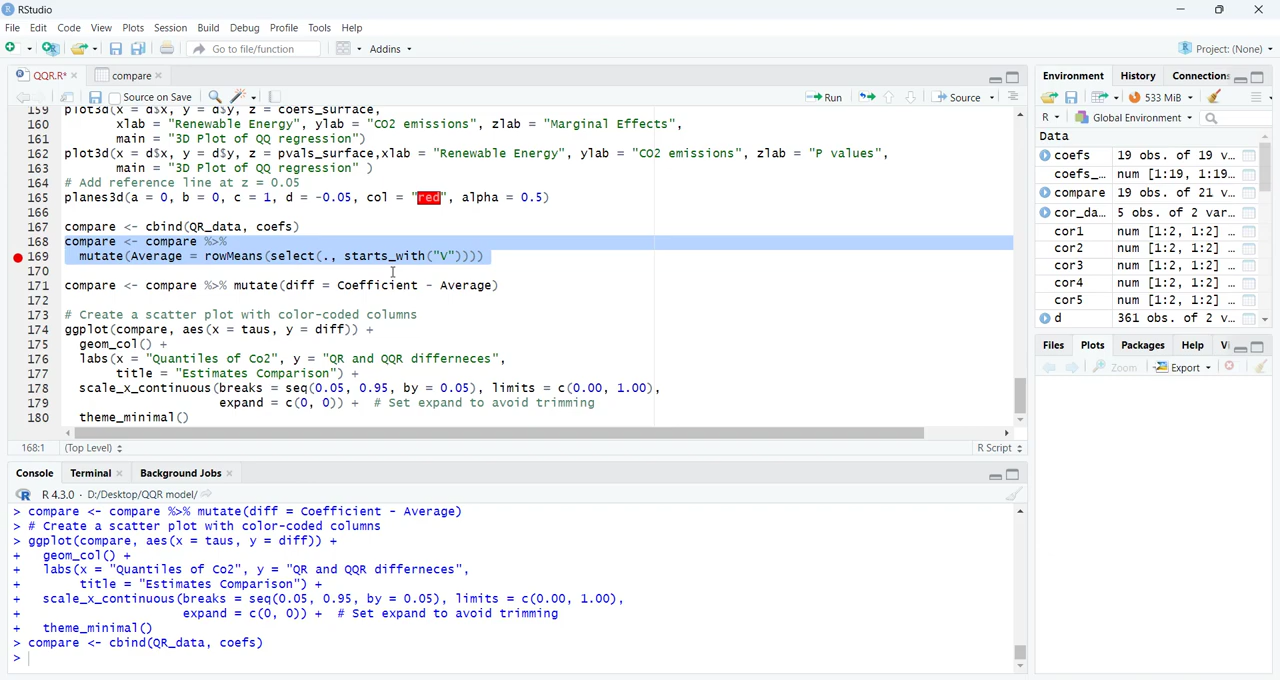 RStudio
File Edit Code View Plots Session Build Debug Profile Tools Help
Go to file/function Addins Project: (None)
QQR.R* compare
Source on Save Run Source
159 plot3d(x = d$x, y = d$y, z = coefs_surface,
160 xlab = "Renewable Energy", ylab = "CO2 emissions", zlab = "Marginal Effects",
161 main = "3D Plot of QQ regression")
162 plot3d(x = d$x, y = d$y, z = pvals_surface,xlab = "Renewable Energy", ylab = "CO2 emissions", zlab = "P values",
163 main = "3D Plot of QQ regression" )
164 # Add reference line at z = 0.05
165 planes3d(a = 0, b = 0, c = 1, d = -0.05, col = "red", alpha = 0.5)
166
167 compare <- cbind(QR_data, coefs)
168 compare <- compare %>%
169 mutate(Average = rowMeans(select(., starts_with("V"))))
170
171 compare <- compare %>% mutate(diff = Coefficient - Average)
172
173 # Create a scatter plot with color-coded columns
174 ggplot(compare, aes(x = taus, y = diff)) +
175 geom_col() +
176 labs(x = "Quantiles of Co2", y = "QR and QQR differneces",
177 title = "Estimates Comparison") +
178 scale_x_continuous(breaks = seq(0.05, 0.95, by = 0.05), limits = c(0.00, 1.00),
179 expand = c(0, 0)) + # Set expand to avoid trimming
180 theme_minimal()
168:1 (Top Level) R Script
Console Terminal Background Jobs
R 4.3.0 · D:/Desktop/QQR model/
> compare <- compare %>% mutate(diff = Coefficient - Average)
> # Create a scatter plot with color-coded columns
> ggplot(compare, aes(x = taus, y = diff)) +
+ geom_col() +
+ labs(x = "Quantiles of Co2", y = "QR and QQR differneces",
+ title = "Estimates Comparison") +
+ scale_x_continuous(breaks = seq(0.05, 0.95, by = 0.05), limits = c(0.00, 1.00),
+ expand = c(0, 0)) + # Set expand to avoid trimming
+ theme_minimal()
> compare <- cbind(QR_data, coefs)
>
Environment History Connections
533 MiB
R Global Environment
Data
coefs 19 obs. of 19 v...
coefs_... num [1:19, 1:19...
compare 19 obs. of 21 v...
cor_da... 5 obs. of 2 var...
cor1 num [1:2, 1:2] ...
cor2 num [1:2, 1:2] ...
cor3 num [1:2, 1:2] ...
cor4 num [1:2, 1:2] ...
cor5 num [1:2, 1:2] ...
d 361 obs. of 2 v...
Files Plots Packages Help Vi
Zoom Export